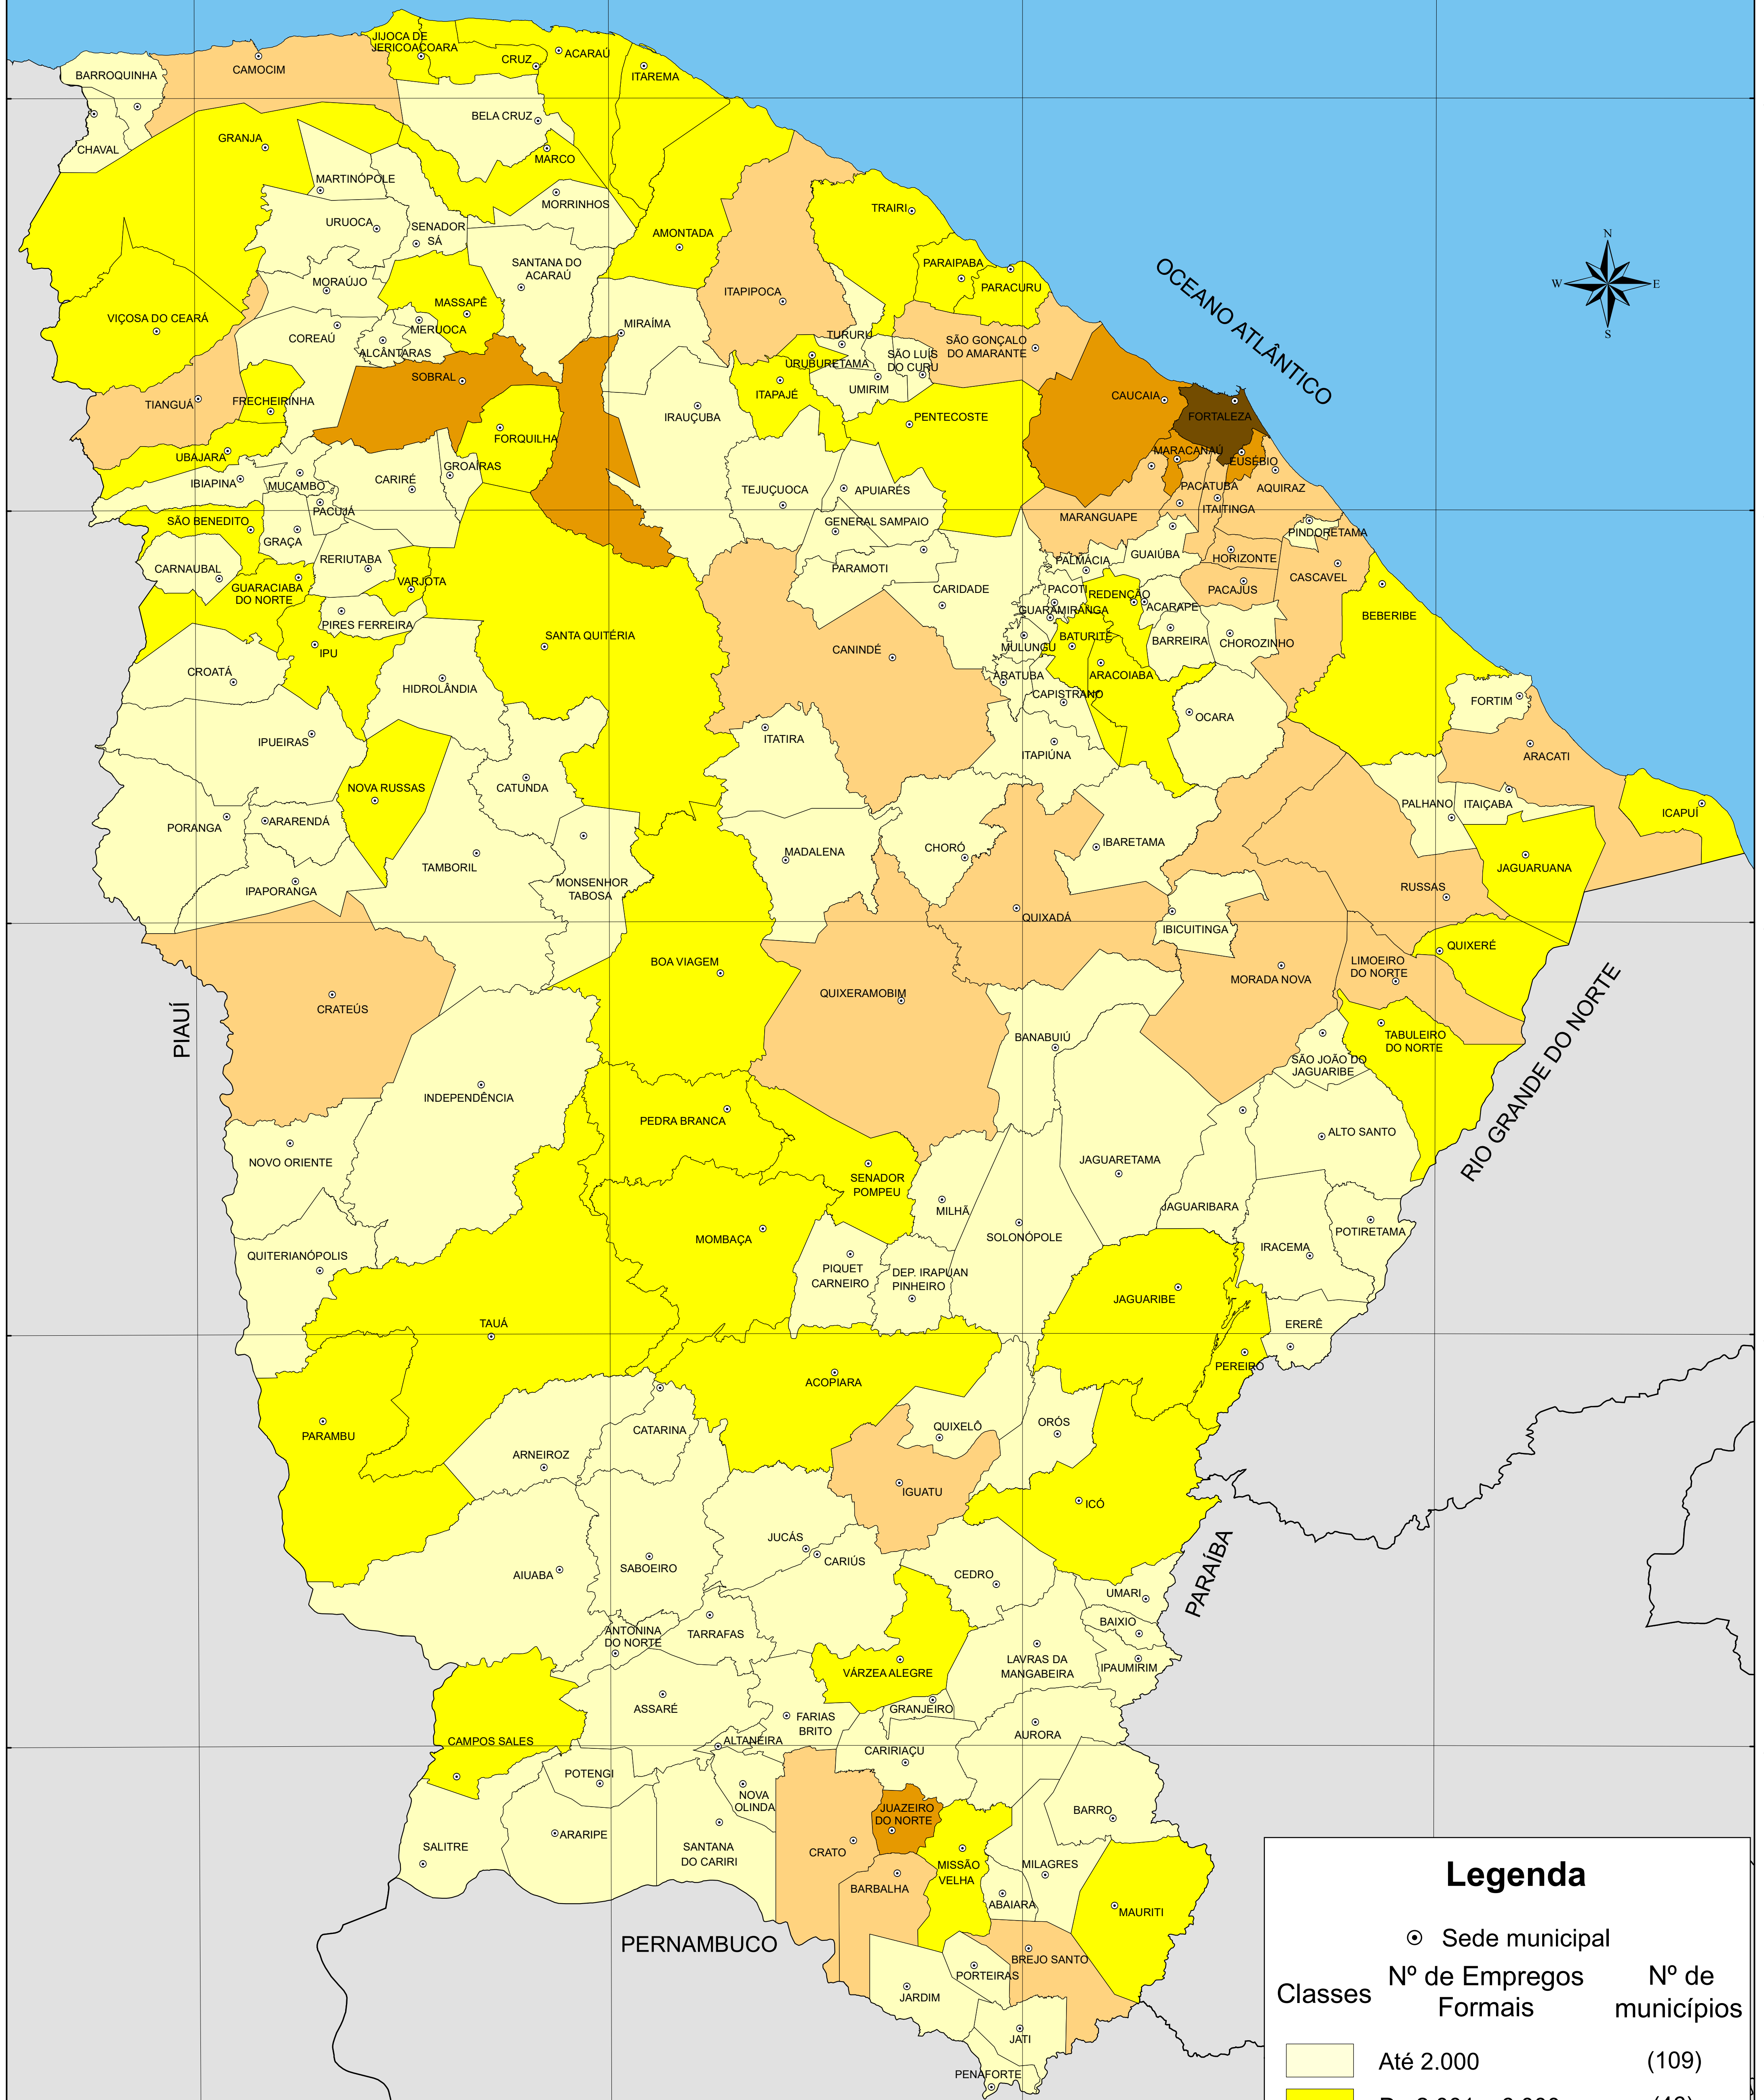 JIJOCA DE
JERICOACOARA
CRUZ
ACARAÚ
ITAREMA
BARROQUINHA
CAMOCIM
BELA CRUZ
CHAVAL
GRANJA
MARCO
MARTINÓPOLE
MORRINHOS
URUOCA
SENADOR
SÁ
AMONTADA
TRAIRI
N
W
E
S
SANTANA DO
ACARAÚ
MORAÚJO
ITAPIPOCA
PARAIPABA
PARACURU
OCEANO ATLÂNTICO
VIÇOSA DO CEARÁ
MASSAPÊ
MERUOCA
MIRAÍMA
COREAÚ
ALCÂNTARAS
TURURU
URUBURETAMA
SÃO LUÍS
DO CURU
SÃO GONÇALO
DO AMARANTE
SOBRAL
TIANGUÁ
FRECHEIRINHA
ITAPAJÉ
UMIRIM
CAUCAIA
FORTALEZA
IRAUÇUBA
PENTECOSTE
FORQUILHA
UBAJARA
MARACANAÚ
EUSÉBIO
IBIAPINA
MUCAMBO
CARIRÉ
GROAÍRAS
TEJUÇUOCA
APUIARÉS
PACATUBA
AQUIRAZ
PACUJÁ
ITAITINGA
SÃO BENEDITO
GENERAL SAMPAIO
MARANGUAPE
PINDORETAMA
GRAÇA
RERIUTABA
CARNAUBAL
PARAMOTI
PALMÁCIA
GUAIÚBA
HORIZONTE
GUARACIABA
DO NORTE
VARJOTA
CARIDADE
CASCAVEL
PACOTI
REDENÇÃO
PACAJUS
GUARAMIRANGA
ACARAPE
PIRES FERREIRA
BEBERIBE
SANTA QUITÉRIA
BATURITÉ
BARREIRA
CHOROZINHO
IPU
CANINDÉ
MULUNGU
CROATÁ
ARATUBA
ARACOIABA
HIDROLÂNDIA
CAPISTRANO
FORTIM
OCARA
IPUEIRAS
ITATIRA
ITAPIÚNA
ARACATI
NOVA RUSSAS
CATUNDA
PALHANO
ITAIÇABA
ICAPUÍ
PORANGA
ARARENDÁ
IBARETAMA
MADALENA
CHORÓ
TAMBORIL
JAGUARUANA
IPAPORANGA
MONSENHOR
TABOSA
RUSSAS
QUIXADÁ
IBICUITINGA
QUIXERÉ
BOA VIAGEM
LIMOEIRO
DO NORTE
MORADA NOVA
CRATEÚS
QUIXERAMOBIM
PIAUÍ
BANABUIÚ
TABULEIRO
DO NORTE
SÃO JOÃO DO
JAGUARIBE
RIO GRANDE DO NORTE
INDEPENDÊNCIA
PEDRA BRANCA
ALTO SANTO
NOVO ORIENTE
JAGUARETAMA
SENADOR
POMPEU
MILHÃ
JAGUARIBARA
POTIRETAMA
MOMBAÇA
SOLONÓPOLE
IRACEMA
QUITERIANÓPOLIS
PIQUET
CARNEIRO
DEP. IRAPUAN
PINHEIRO
JAGUARIBE
TAUÁ
ERERÊ
PEREIRO
ACOPIARA
PARAMBU
CATARINA
QUIXELÔ
ORÓS
ARNEIROZ
IGUATU
ICÓ
JUCÁS
CARIÚS
AIUABA
SABOEIRO
CEDRO
PARAÍBA
UMARI
BAIXIO
ANTONINA
DO NORTE
TARRAFAS
VÁRZEA ALEGRE
LAVRAS DA
MANGABEIRA
IPAUMIRIM
ASSARÉ
FARIAS
BRITO
GRANJEIRO
AURORA
CAMPOS SALES
ALTANEIRA
CARIRIAÇU
POTENGI
NOVA
OLINDA
JUAZEIRO
DO NORTE
BARRO
SALITRE
ARARIPE
SANTANA
DO CARIRI
CRATO
MISSÃO
VELHA
MILAGRES
BARBALHA
ABAIARA
MAURITI
PERNAMBUCO
BREJO SANTO
PORTEIRAS
JARDIM
JATI
PENAFORTE
Legenda
Sede municipal
Classes
Nº de Empregos
Formais
Nº de
municípios
Até 2.000
(109)